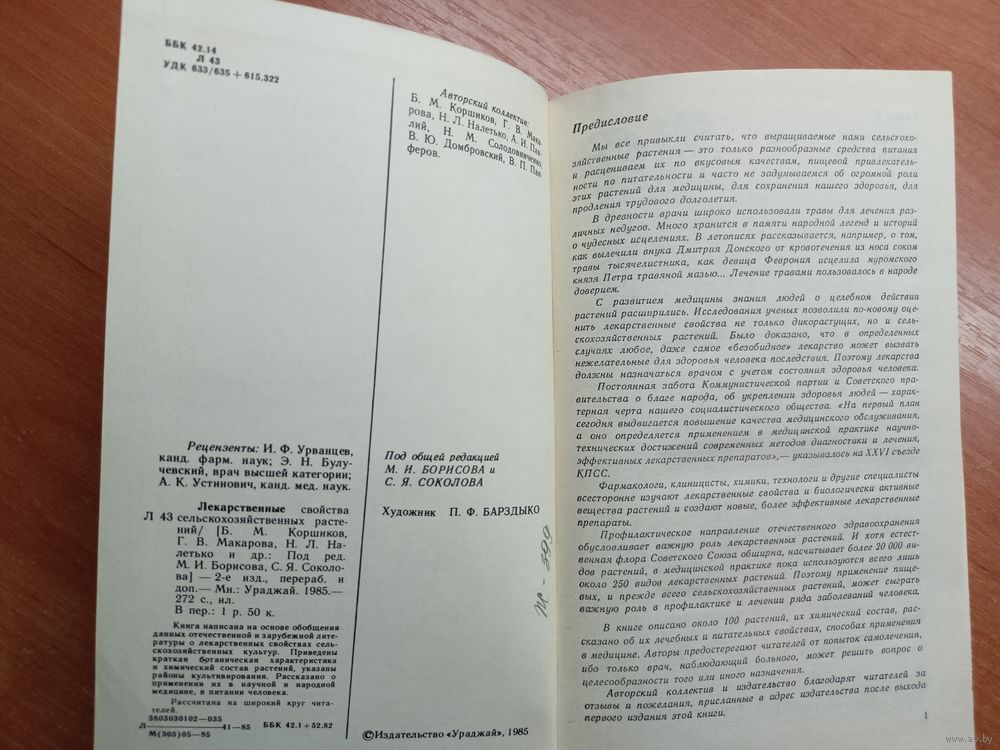 ББК 42.14
Л 43
УДК 633/635 + 615.322
Авторский коллектив:
Б. М. Коршиков, Г. В. Мака-
рова, Н. Л. Налетько, А. И. Пав-
лий, Н. М. Солодовниченко,
В. Ю. Домбровский, В. П. Пан-
феров.
Рецензенты: И. Ф. Урванцев,
канд. фарм. наук; Э. Н. Булу-
чевский, врач высшей категории;
А. К. Устинович, канд. мед. наук.
Лекарственные свойства
Л 43 сельскохозяйственных расте-
ний/ [Б. М. Коршиков,
Г. В. Макарова, Н. Л. На-
летько и др.: Под ред.
М. И. Борисова, С. Я. Соколо-
ва] — 2-е изд., перераб. и
доп.— Мн.: Ураджай. 1985.—
272 с., ил.
В пер.: 1 р. 50 к.
Книга написана на основе обобщения
данных отечественной и зарубежной лите-
ратуры о лекарственных свойствах сель-
скохозяйственных культур. Приведены
краткая ботаническая характеристика
и химический состав растений, указаны
районы культивирования. Рассказано о
применении их в научной и народной
медицине, в питании человека.
Рассчитана на широкий круг чита-
телей.
3803030102—035
Л———41—85 ББК 42.1+52.82
М(305)05—85
Под общей редакцией
М. И. БОРИСОВА и
С. Я. СОКОЛОВА
Художник П. Ф. БАРЗДЫКО
©Издательство «Ураджай», 1985
Предисловие
Мы все привыкли считать, что выращиваемые нами сельскохо-
зяйственные растения — это только разнообразные средства питания
и расцениваем их по вкусовым качествам, пищевой привлекатель-
ности по питательности и часто не задумываемся об огромной роли
этих растений для медицины, для сохранения нашего здоровья, для
продления трудового долголетия.
В древности врачи широко использовали травы для лечения раз-
личных недугов. Много хранится в памяти народной легенд и историй
о чудесных исцелениях. В летописях рассказывается, например, о том,
как вылечили внука Дмитрия Донского от кровотечения из носа соком
травы тысячелистника, как девица Феврония исцелила муромского
князя Петра травяной мазью... Лечение травами пользовалось в народе
доверием.
С развитием медицины знания людей о целебном действии
растений расширились. Исследования ученых позволили по-новому оце-
нить лекарственные свойства не только дикорастущих, но и сель-
скохозяйственных растений. Было доказано, что в определенных
случаях любое, даже самое «безобидное» лекарство может вызвать
нежелательные для здоровья человека последствия. Поэтому лекарства
должны назначаться врачом с учетом состояния здоровья человека.
Постоянная забота Коммунистической партии и Советского пра-
вительства о благе народа, об укреплении здоровья людей — харак-
терная черта нашего социалистического общества. «На первый план
сегодня выдвигается повышение качества медицинского обслуживания,
а оно определяется применением в медицинской практике научно-
технических достижений современных методов диагностики и лечения,
эффективных лекарственных препаратов»,— указывалось на XXVI съезде
КПСС.
Фармакологи, клиницисты, химики, технологи и другие специалисты
всесторонне изучают лекарственные свойства и биологически активные
вещества растений и создают новые, более эффективные лекарственные
препараты.
Профилактическое направление отечественного здравоохранения
обусловливает важную роль лекарственных растений. И хотя естест-
венная флора Советского Союза обширна, насчитывает более 20 000 ви-
дов растений, в медицинской практике пока используются всего лишь
около 250 видов лекарственных растений. Поэтому применение пище-
вых, и прежде всего сельскохозяйственных растений, может сыграть
важную роль в профилактике и лечении ряда заболеваний человека.
В книге описано около 100 растений, их химический состав, рас-
сказано об их лечебных и питательных свойствах, способах применения
в медицине. Авторы предостерегают читателей от попыток самолечения,
ибо только врач, наблюдающий больного, может решить вопрос о
целесообразности того или иного назначения.
Авторский коллектив и издательство благодарят читателей за
отзывы и пожелания, присланные в адрес издательства после выхода
первого издания этой книги.
1
www.av.by